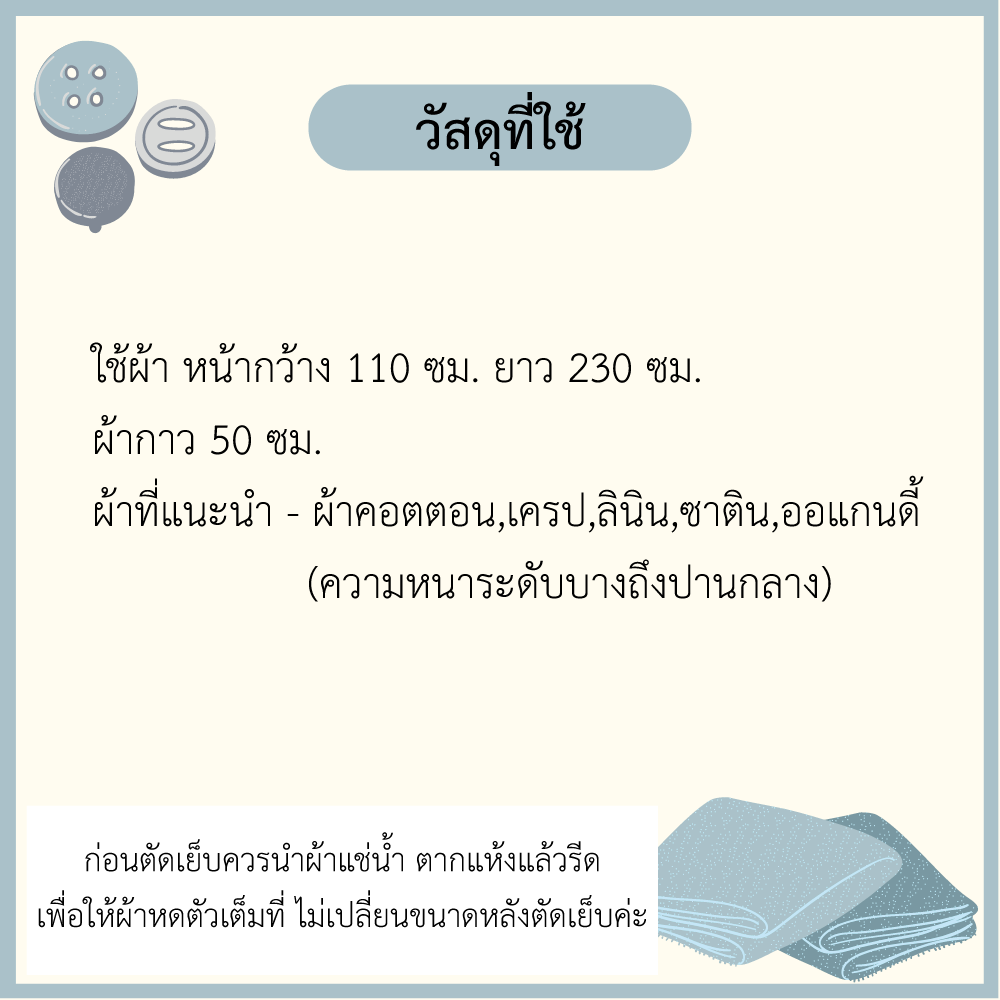 วัสดุที่ใช้
ใช้ผ้า หน้ากว้าง 110 ซม. ยาว 230 ซม.
ผ้ากาว 50 ซม.
ผ้าที่แนะนำ - ผ้าคอตตอน,เครป,ลินิน,ซาติน,ออแกนดี้
(ความหนาระดับบางถึงปานกลาง)
ก่อนตัดเย็บควรนำผ้าแช่น้ำ ตากแห้งแล้วรีด
เพื่อให้ผ้าหดตัวเต็มที่ ไม่เปลี่ยนขนาดหลังตัดเย็บค่ะ